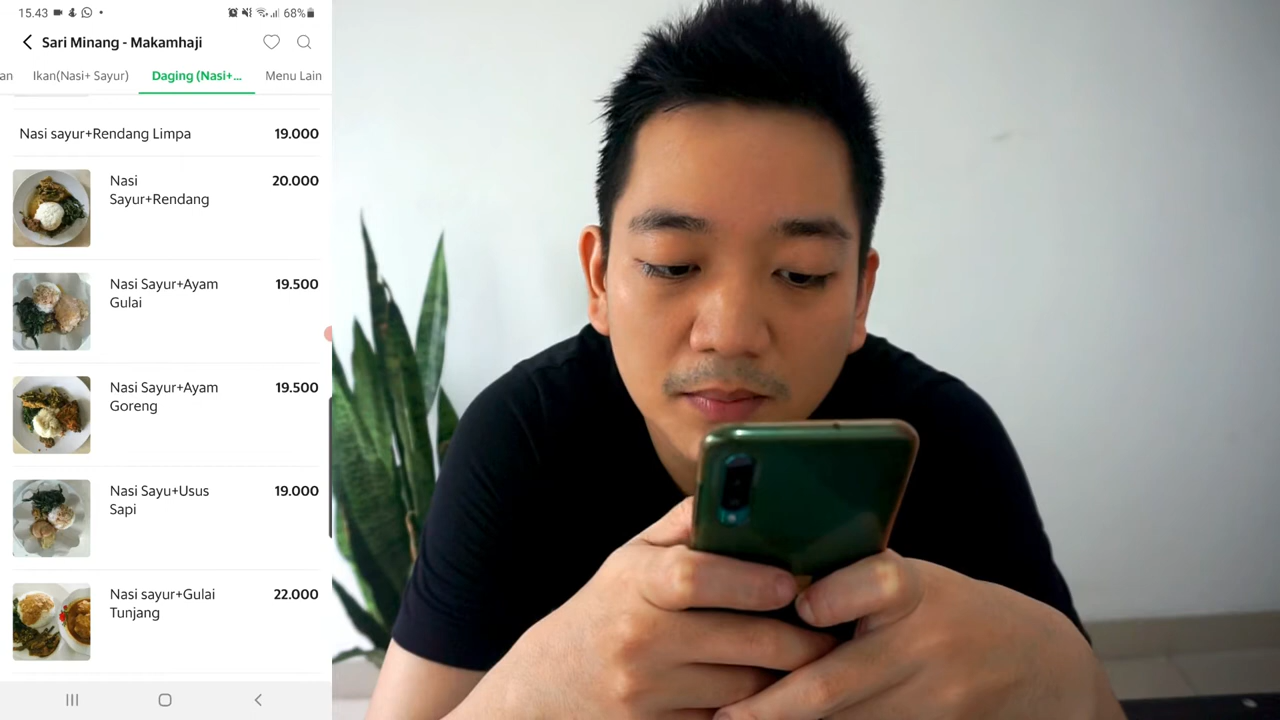 15.43
68%
Sari Minang - Makamhaji
an
Ikan(Nasi+ Sayur)
Daging (Nasi+...
Menu Lain
Nasi sayur+Rendang Limpa
19.000
Nasi
Sayur+Rendang
20.000
Nasi Sayur+Ayam
Gulai
19.500
Nasi Sayur+Ayam
Goreng
19.500
Nasi Sayu+Usus
Sapi
19.000
Nasi sayur+Gulai
Tunjang
22.000